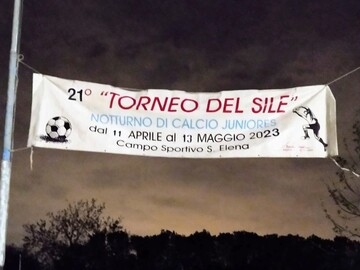 21° "TORNEO DEL SILE"
NOTTURNO DI CALCIO JUNIORES
dal 11 APRILE al 13 MAGGIO 2023
Campo Sportivo S. Elena